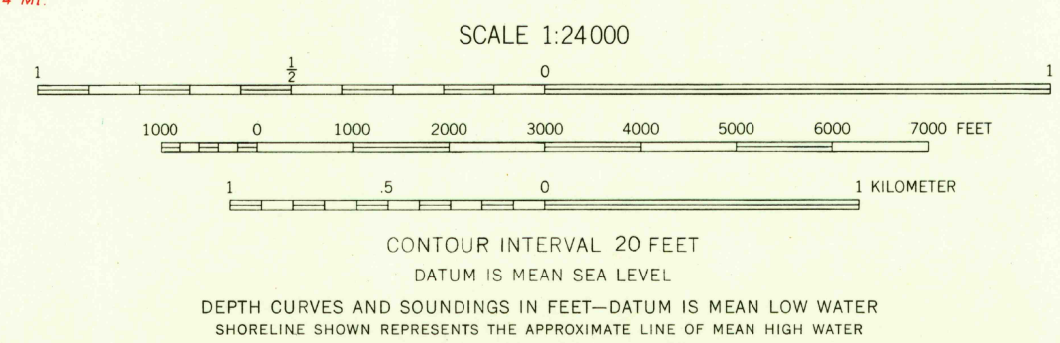 4 MI.
SCALE 1:24000
1 1/2 0 1
1000 0 1000 2000 3000 4000 5000 6000 7000 FEET
1 .5 0 1 KILOMETER
CONTOUR INTERVAL 20 FEET
DATUM IS MEAN SEA LEVEL
DEPTH CURVES AND SOUNDINGS IN FEET—DATUM IS MEAN LOW WATER
SHORELINE SHOWN REPRESENTS THE APPROXIMATE LINE OF MEAN HIGH WATER